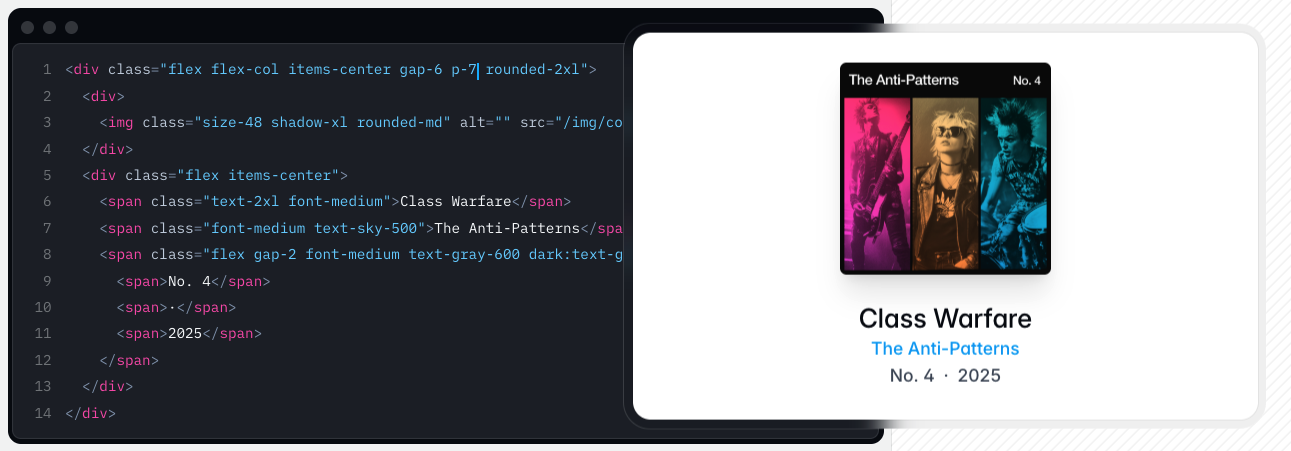 1 <div class="flex flex-col items-center gap-6 p-7 rounded-2xl">
2 <div>
3 <img class="size-48 shadow-xl rounded-md" alt="" src="/img/co
4 </div>
5 <div class="flex items-center">
6 <span class="text-2xl font-medium">Class Warfare</span>
7 <span class="font-medium text-sky-500">The Anti-Patterns</spa
8 <span class="flex gap-2 font-medium text-gray-600 dark:text-g
9 <span>No. 4</span>
10 <span>·</span>
11 <span>2025</span>
12 </span>
13 </div>
14 </div>
The Anti-Patterns No. 4
Class Warfare
The Anti-Patterns
No. 4 · 2025